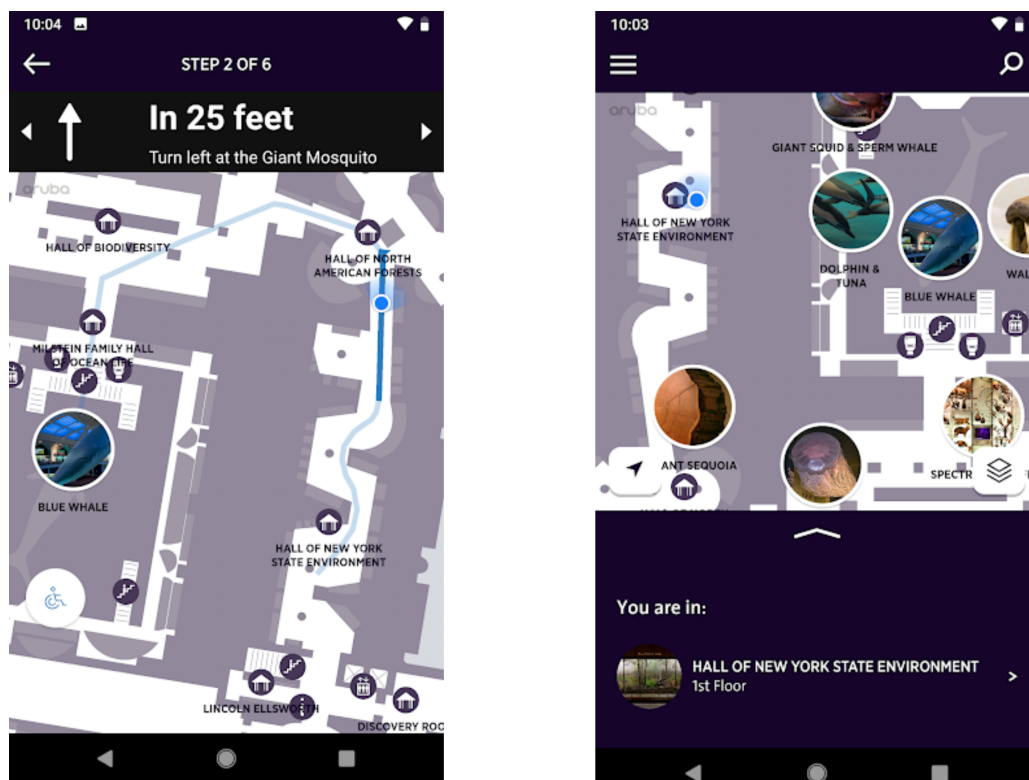 10:04
STEP 2 OF 6
In 25 feet
Turn left at the Giant Mosquito
aruba
HALL OF BIODIVERSITY
HALL OF NORTH
AMERICAN FORESTS
MILSTEIN FAMILY HALL
OF OCEAN LIFE
BLUE WHALE
HALL OF NEW YORK
STATE ENVIRONMENT
LINCOLN ELLSWORTH
DISCOVERY ROO
10:03
aruba
GIANT SQUID & SPERM WHALE
HALL OF NEW YORK
STATE ENVIRONMENT
DOLPHIN &
TUNA
WAL
BLUE WHALE
ANT SEQUOIA
SPECTR
You are in:
HALL OF NEW YORK STATE ENVIRONMENT
1st Floor